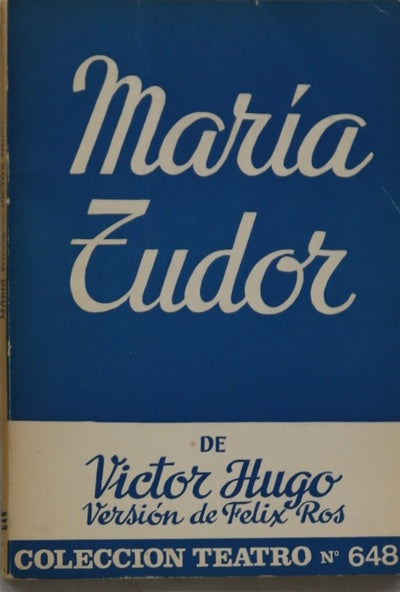 María
Tudor
DE
Victor Hugo
Versión de Felix Ros
COLECCION TEATRO Nº 648